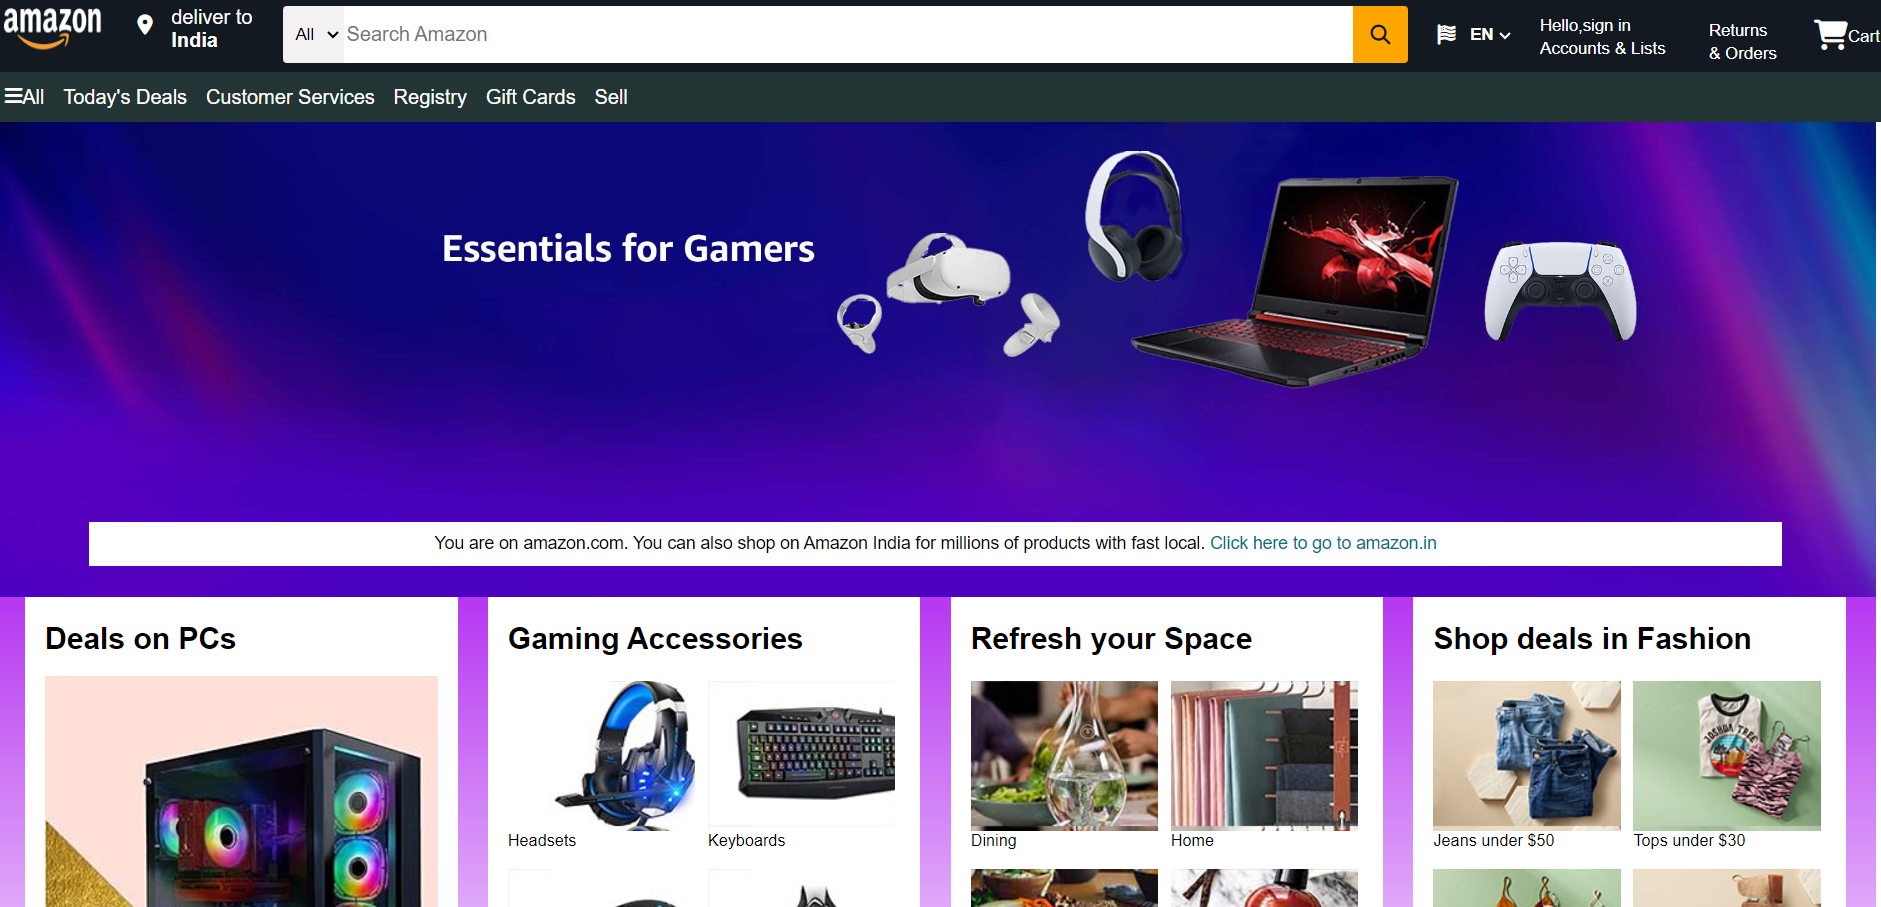 amazon
deliver to
India
All
Search Amazon
EN
Hello,sign in
Accounts & Lists
Returns
& Orders
Cart
All
Today's Deals
Customer Services
Registry
Gift Cards
Sell
Essentials for Gamers
You are on amazon.com. You can also shop on Amazon India for millions of products with fast local. Click here to go to amazon.in
Deals on PCs
Gaming Accessories
Refresh your Space
Shop deals in Fashion
JOSHUA TREE
Headsets
Keyboards
Dining
Home
Jeans under $50
Tops under $30